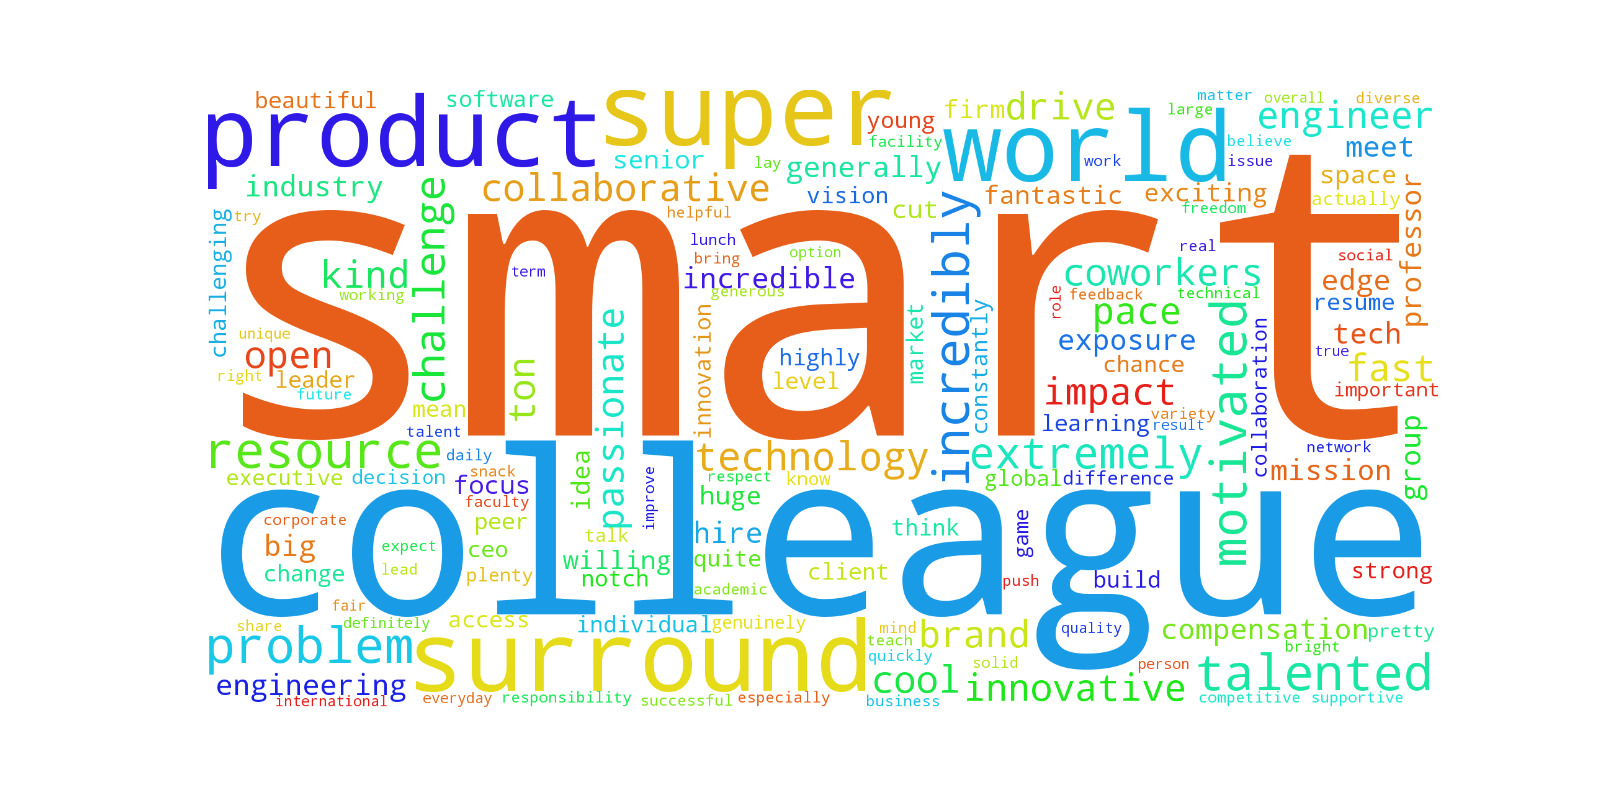 beautiful
software
super
firm
drive
matter
overall
diverse
product
young
world
large
engineer
facility
believe
senior
lay
generally
work
issue
meet
industry
challenge
collaborative
vision
fantastic
exciting
space
professor
actually
challenging
try
helpful
cut
incredibly
freedom
smart
lunch
bring
option
real
social
kind
term
incredible
coworkers
edge
working
generous
role
feedback
technical
resume
unique
passionate
innovation
market
constantly
pace
motivated
tech
open
ton
highly
exposure
collaboration
true
right
leader
level
chance
fast
future
impact
important
mean
variety
talent
learning
result
resource
daily
technology
extremely
network
group
executive
decision
snack
idea
improve
respect
know
global
difference
mission
focus
faculty
huge
colleague
corporate
peer
talk
hire
think
game
big
expect
ceo
willing
quite
client
change
lead
plenty
notch
academic
push
build
strong
fair
share
definitely
access
individual
genuinely
mind
brand
quality
compensation
pretty
problem
surround
teach
quickly
solid
person
bright
engineering
cool
innovative
talented
international
everyday
responsibility
successful
especially
business
competitive
supportive